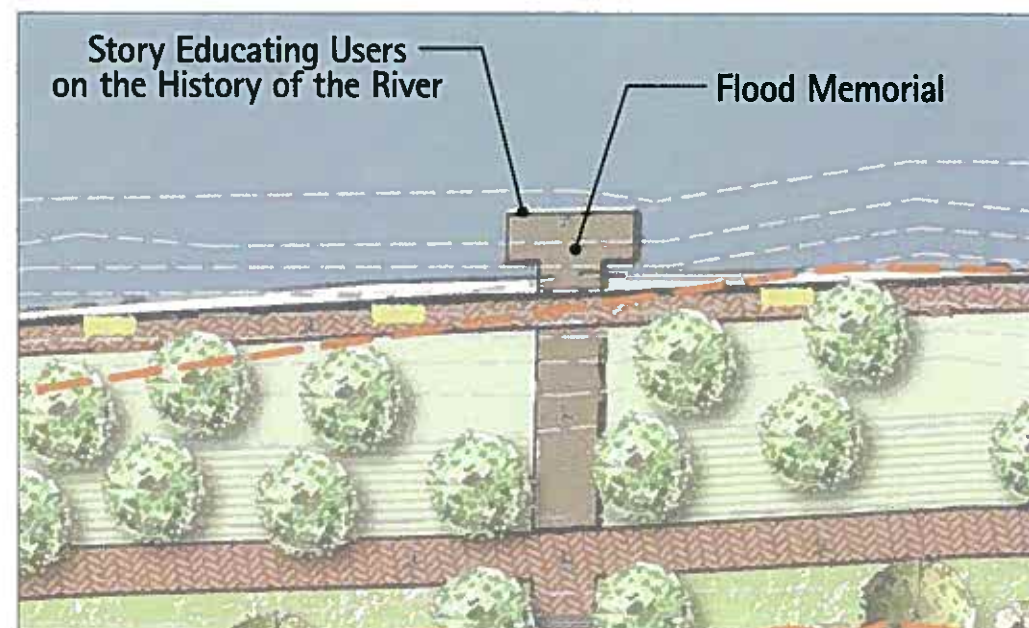 Story Educating Users
on the History of the River
Flood Memorial